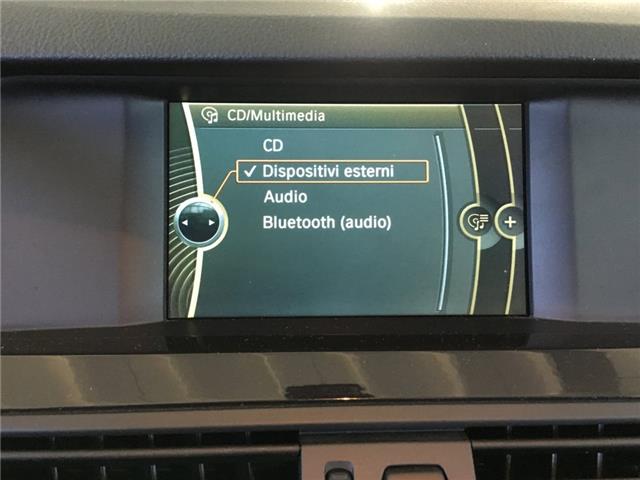 CD/Multimedia
CD
✓ Dispositivi esterni
Audio
Bluetooth (audio)